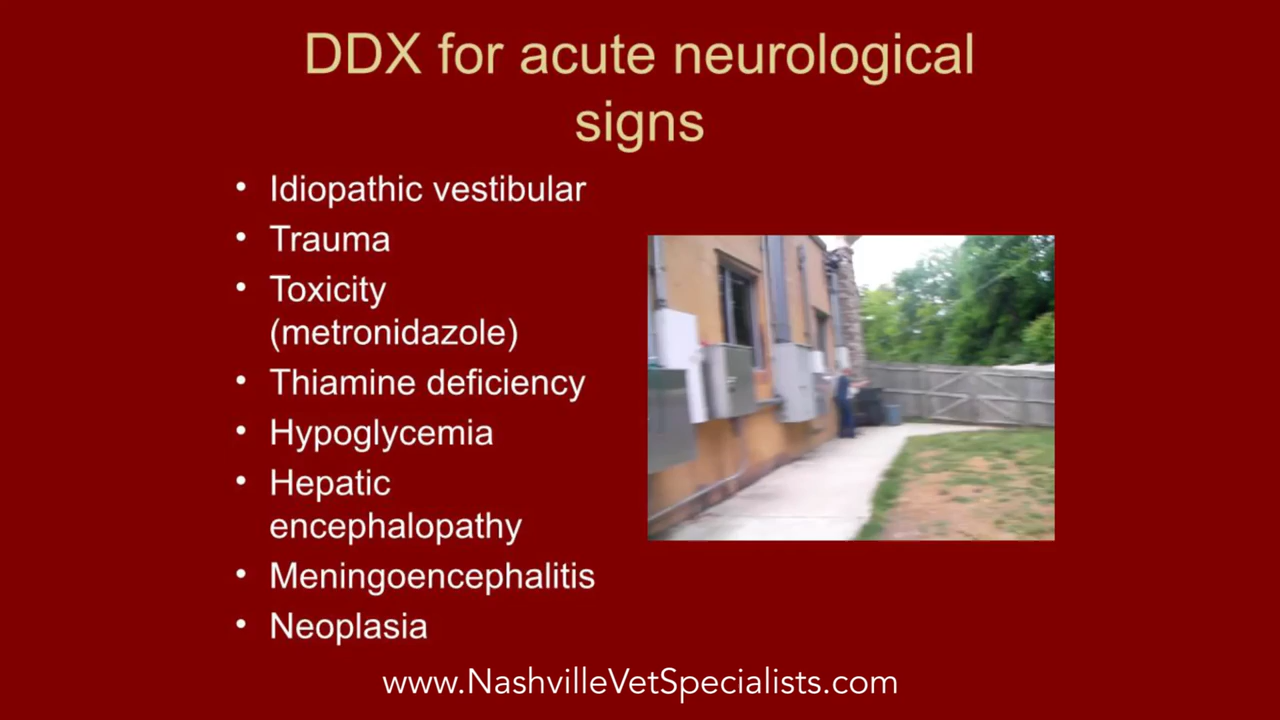 DDX for acute neurological
signs
• Idiopathic vestibular
• Trauma
• Toxicity
(metronidazole)
• Thiamine deficiency
• Hypoglycemia
• Hepatic
encephalopathy
• Meningoencephalitis
• Neoplasia
www.NashvilleVetSpecialists.com